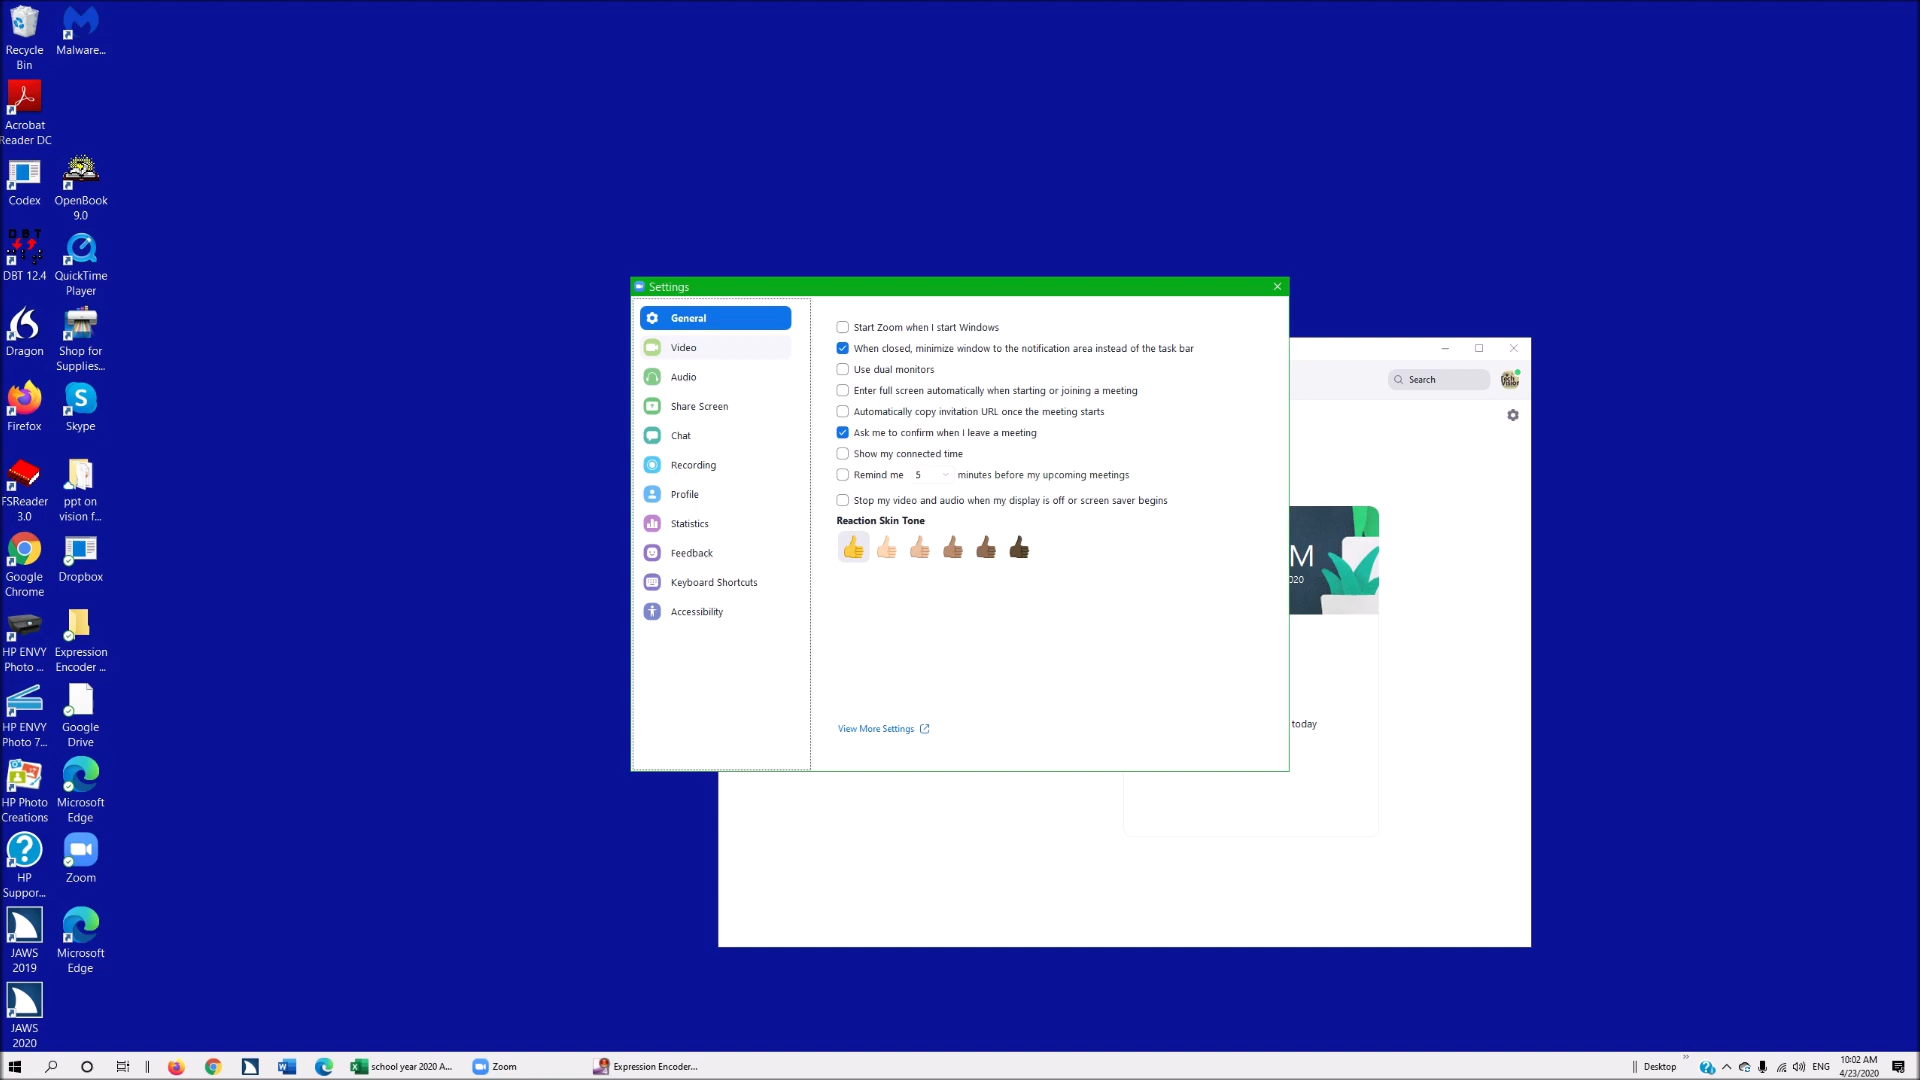 Recycle
Bin
Malware...
Acrobat
Reader DC
Codex
OpenBook
9.0
DBT
DBT 12.4
QuickTime
Player
Dragon
Shop for
Supplies...
Firefox
Skype
FSReader
3.0
ppt on
vision f...
Google
Chrome
Dropbox
HP ENVY
Photo ...
Expression
Encoder ...
HP ENVY
Photo 7...
Google
Drive
HP Photo
Creations
Microsoft
Edge
HP
Suppor...
Zoom
JAWS
2019
Microsoft
Edge
JAWS
2020
Settings
General
Video
Audio
Share Screen
Chat
Recording
Profile
Statistics
Feedback
Keyboard Shortcuts
Accessibility
Start Zoom when I start Windows
When closed, minimize window to the notification area instead of the task bar
Use dual monitors
Enter full screen automatically when starting or joining a meeting
Automatically copy invitation URL once the meeting starts
Ask me to confirm when I leave a meeting
Show my connected time
Remind me 5 minutes before my upcoming meetings
Stop my video and audio when my display is off or screen saver begins
Reaction Skin Tone
View More Settings
Search
Tech
Vision
M
2020
today
school year 2020 A...
Zoom
Expression Encoder...
Desktop
ENG
10:02 AM
4/23/2020